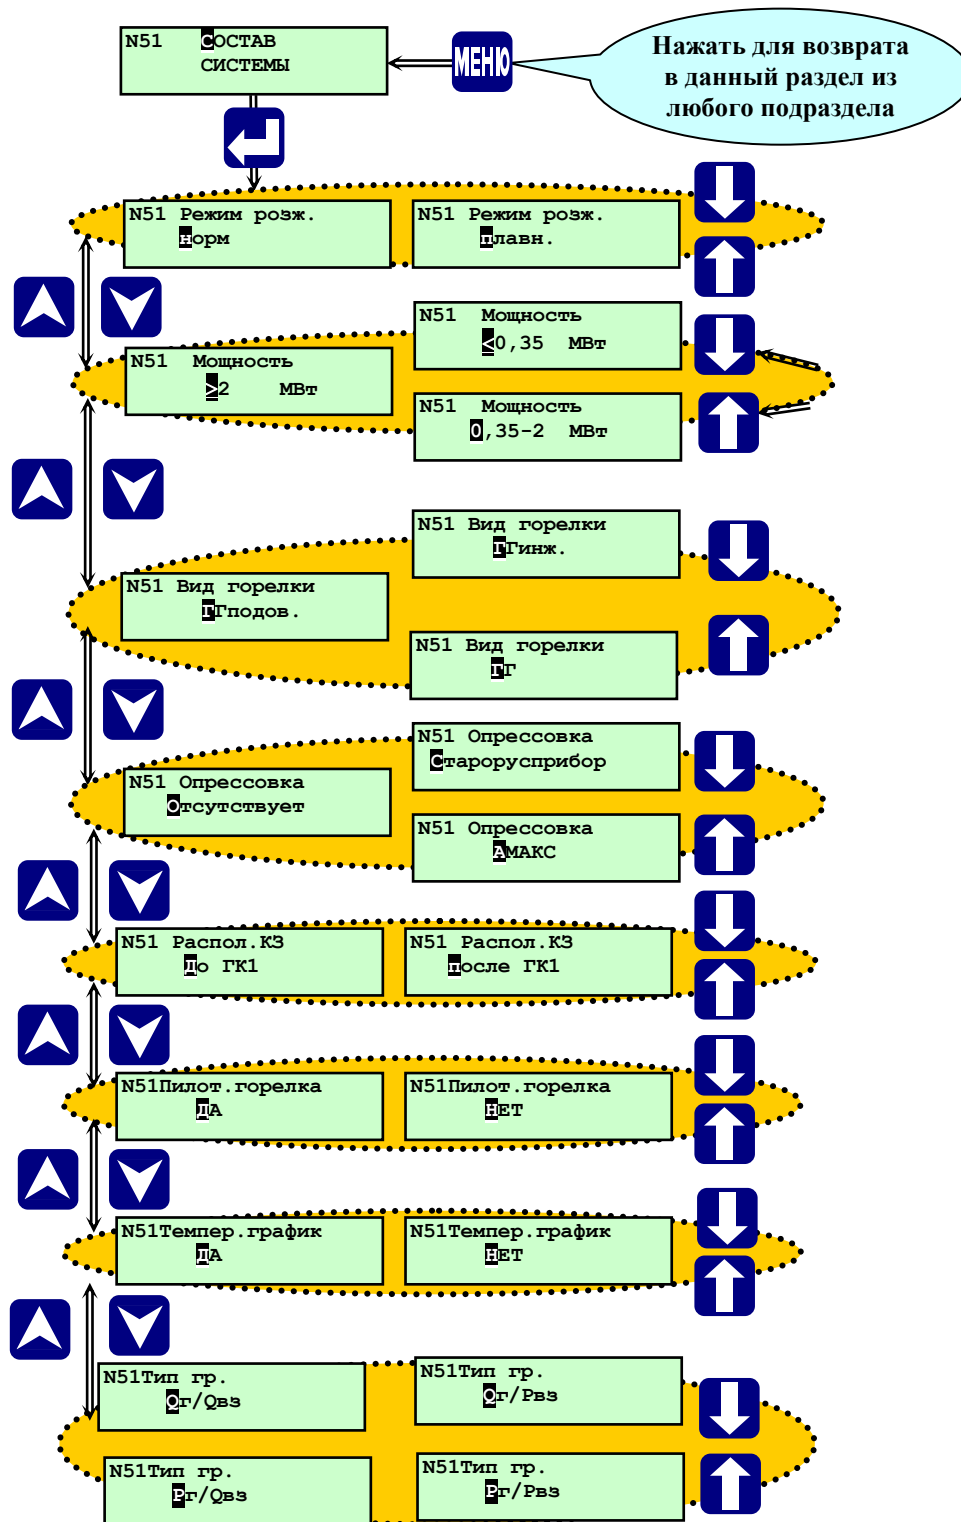 N51 СОСТАВ
СИСТЕМЫ
МЕНЮ
Нажать для возврата
в данный раздел из
любого подраздела
N51 Режим розж.
норм
N51 Режим розж.
плавн.
N51 Мощность
<0,35 МВт
N51 Мощность
≥2 МВт
N51 Мощность
0,35-2 МВт
N51 Вид горелки
ГГинж.
N51 Вид горелки
ГГподов.
N51 Вид горелки
ГГ
N51 Опрессовка
Старорусприбор
N51 Опрессовка
Отсутствует
N51 Опрессовка
АМАКС
N51 Распол.КЗ
До ГК1
N51 Распол.КЗ
после ГК1
N51Пилот.горелка
ДА
N51Пилот.горелка
НЕТ
N51Темпер.график
ДА
N51Темпер.график
НЕТ
N51Тип гр.
Qг/Qвз
N51Тип гр.
Qг/Рвз
N51Тип гр.
Рг/Qвз
N51Тип гр.
Рг/Рвз